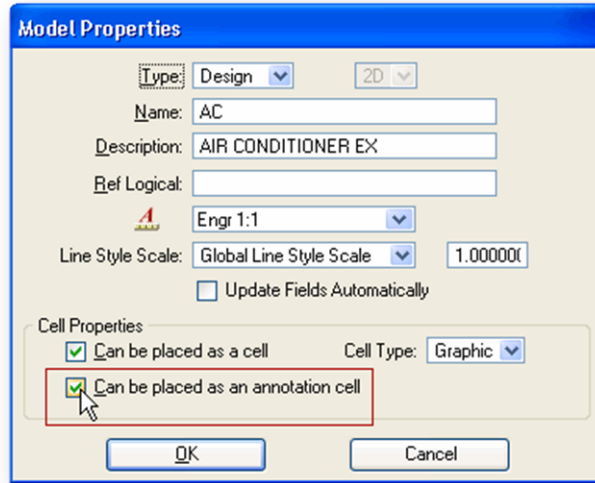 Model Properties
Type: Design 2D
Name: AC
Description: AIR CONDITIONER EX
Ref Logical:
A Engr 1:1
Line Style Scale: Global Line Style Scale 1.00000(
Update Fields Automatically
Cell Properties
Can be placed as a cell Cell Type: Graphic
Can be placed as an annotation cell
OK Cancel